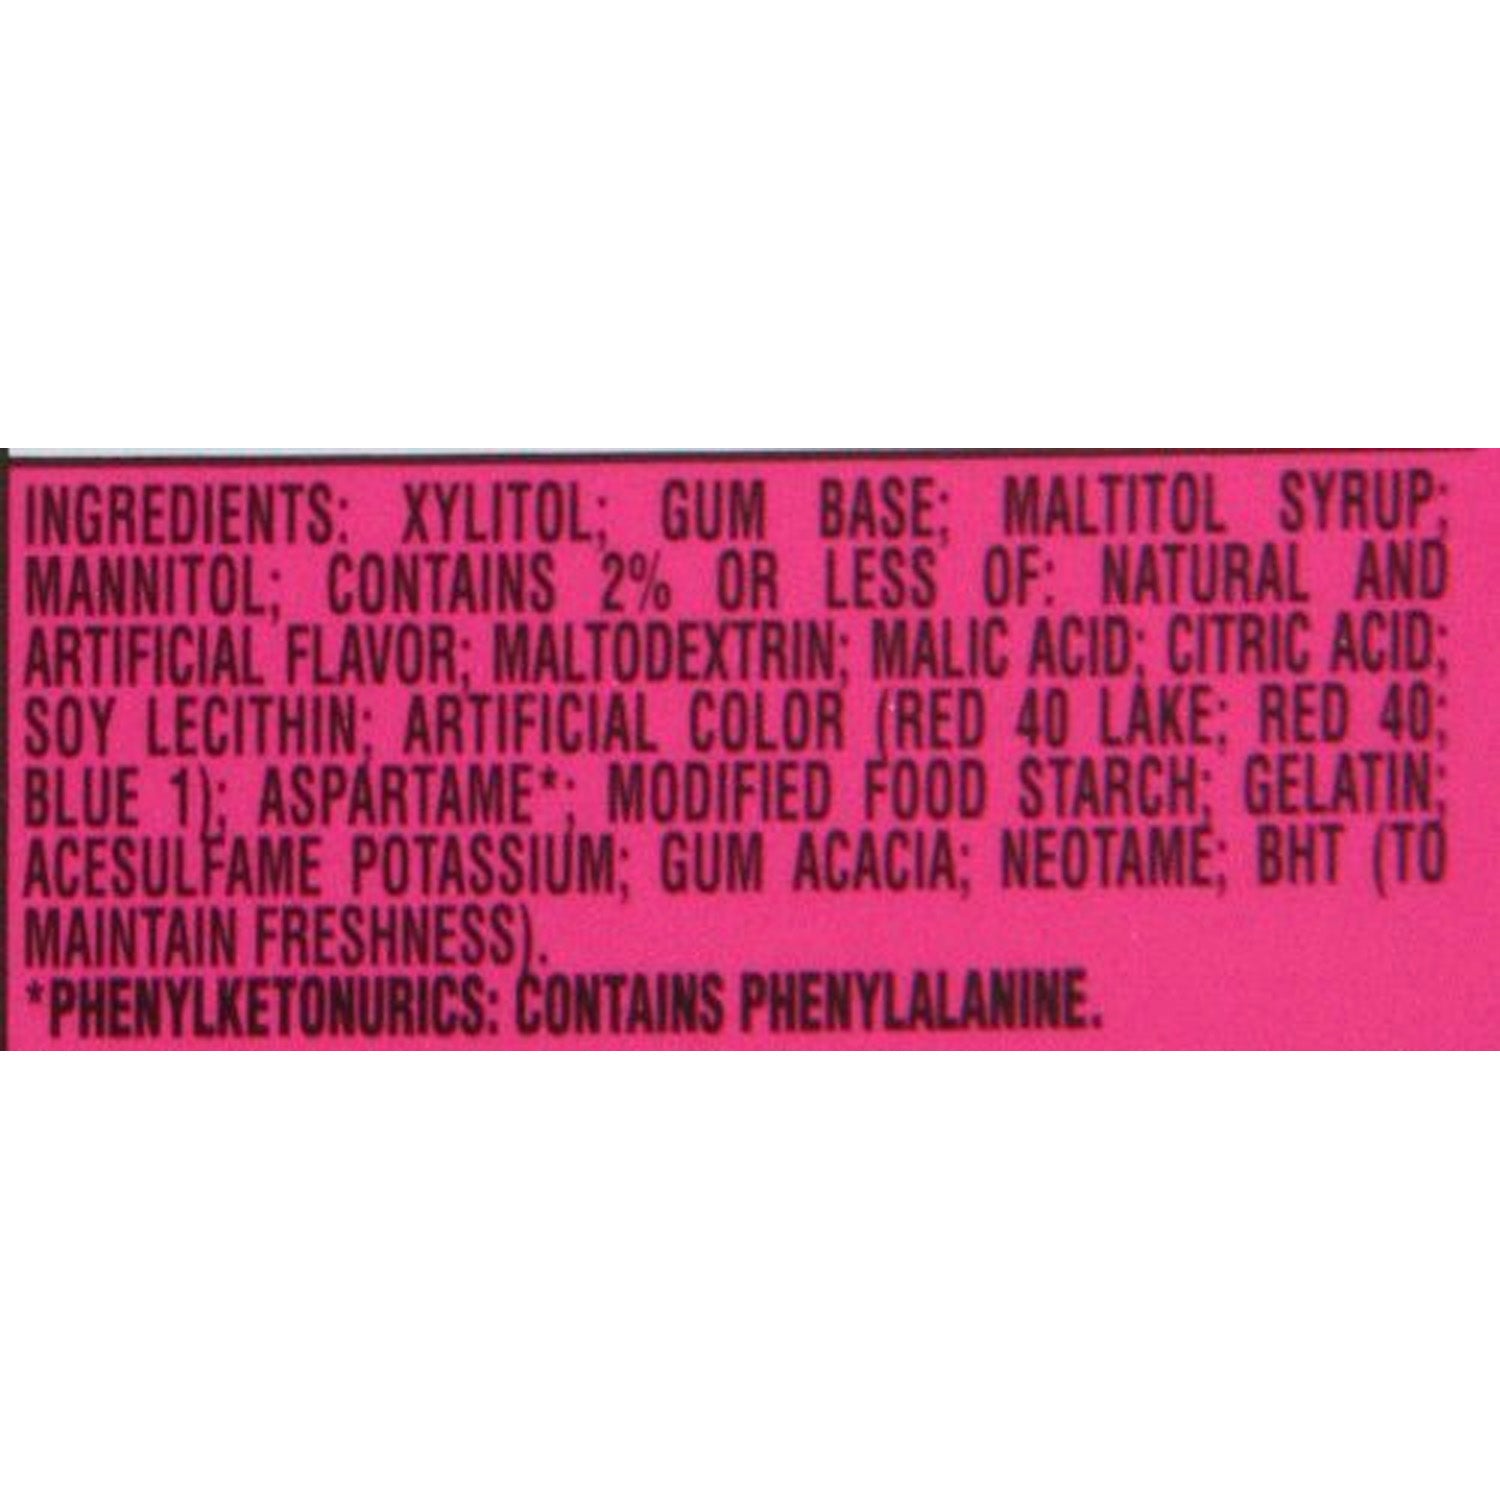 INGREDIENTS: XYLITOL; GUM BASE; MALTITOL SYRUP;
MANNITOL; CONTAINS 2% OR LESS OF: NATURAL AND
ARTIFICIAL FLAVOR; MALTODEXTRIN; MALIC ACID; CITRIC ACID;
SOY LECITHIN; ARTIFICIAL COLOR (RED 40 LAKE; RED 40;
BLUE 1); ASPARTAME*; MODIFIED FOOD STARCH; GELATIN;
ACESULFAME POTASSIUM; GUM ACACIA; NEOTAME; BHT (TO
MAINTAIN FRESHNESS).
*PHENYLKETONURICS: CONTAINS PHENYLALANINE.